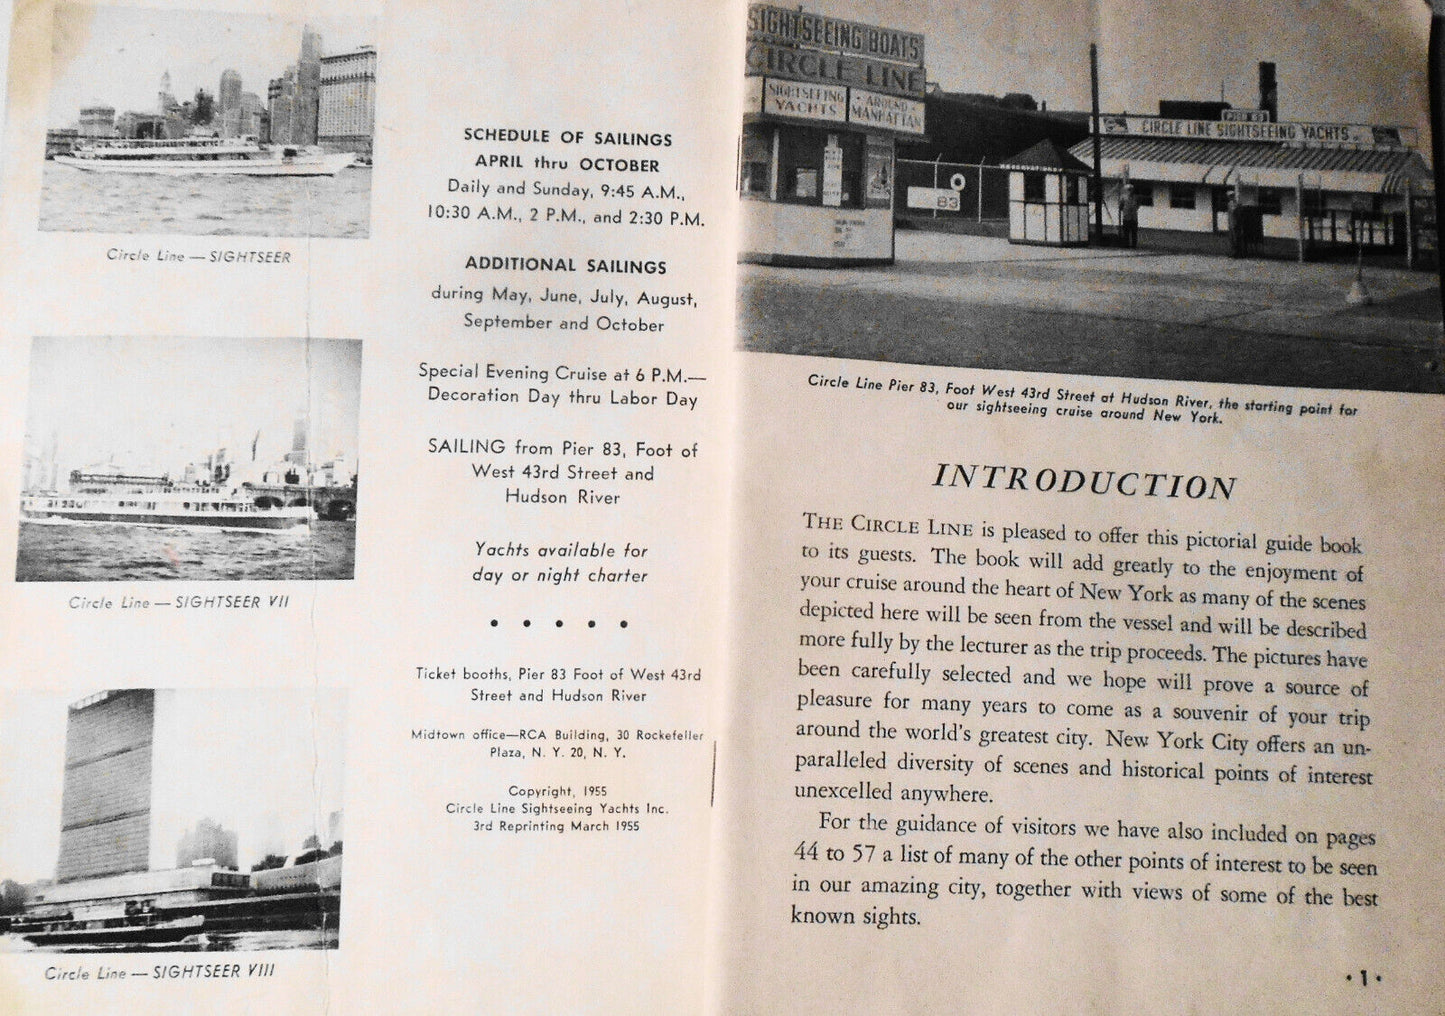 Circle Line — SIGHTSEER
Circle Line — SIGHTSEER VII
Circle Line — SIGHTSEER VIII
SCHEDULE OF SAILINGS
APRIL thru OCTOBER
Daily and Sunday, 9:45 A.M.,
10:30 A.M., 2 P.M., and 2:30 P.M.
ADDITIONAL SAILINGS
during May, June, July, August,
September and October
Special Evening Cruise at 6 P.M.—
Decoration Day thru Labor Day
SAILING from Pier 83, Foot of
West 43rd Street and
Hudson River
Yachts available for
day or night charter
• • • • •
Ticket booths, Pier 83 Foot of West 43rd
Street and Hudson River
Midtown office—RCA Building, 30 Rockefeller
Plaza, N. Y. 20, N. Y.
Copyright, 1955
Circle Line Sightseeing Yachts Inc.
3rd Reprinting March 1955
SIGHTSEEING BOATS
CIRCLE LINE
SIGHTSEEING
YACHTS
AROUND
MANHATTAN
83
RESERVATIONS
PIER 83
CIRCLE LINE SIGHTSEEING YACHTS
Circle Line Pier 83, Foot West 43rd Street at Hudson River, the starting point for
our sightseeing cruise around New York.
INTRODUCTION
THE CIRCLE LINE is pleased to offer this pictorial guide book
to its guests. The book will add greatly to the enjoyment of
your cruise around the heart of New York as many of the scenes
depicted here will be seen from the vessel and will be described
more fully by the lecturer as the trip proceeds. The pictures have
been carefully selected and we hope will prove a source of
pleasure for many years to come as a souvenir of your trip
around the world's greatest city. New York City offers an un-
paralleled diversity of scenes and historical points of interest
unexcelled anywhere.
For the guidance of visitors we have also included on pages
44 to 57 a list of many of the other points of interest to be seen
in our amazing city, together with views of some of the best
known sights.
• 1 •